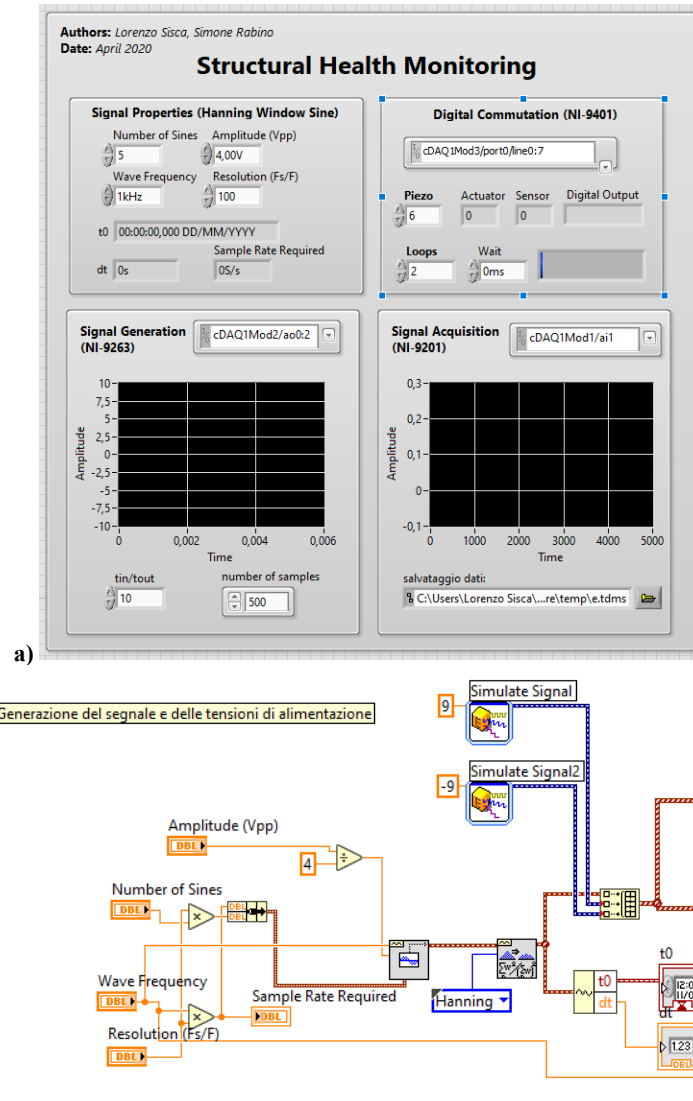 Authors: Lorenzo Sisca, Simone Rabino
Date: April 2020
Structural Health Monitoring
Signal Properties (Hanning Window Sine)
Number of Sines Amplitude (Vpp)
5 4,00V
Wave Frequency Resolution (Fs/F)
1kHz 100
t0 00:00:00,000 DD/MM/YYYY
Sample Rate Required
dt 0s 0S/s
Digital Commutation (NI-9401)
cDAQ1Mod3/port0/line0:7
Piezo Actuator Sensor Digital Output
6 0 0
Loops Wait
2 0ms
Signal Generation
(NI-9263)
cDAQ1Mod2/ao0:2
10
7,5
5
2,5
0
-2,5
-5
-7,5
-10
Amplitude
0 0,002 0,004 0,006
Time
tin/tout number of samples
10 500
Signal Acquisition
(NI-9201)
cDAQ1Mod1/ai1
0,3
0,2
0,1
0
-0,1
Amplitude
0 1000 2000 3000 4000 5000
Time
salvataggio dati:
C:\Users\Lorenzo Sisca\...re\temp\e.tdms
a)
Generazione del segnale e delle tensioni di alimentazione
Simulate Signal
9
Simulate Signal2
-9
Amplitude (Vpp)
DBL
4
Number of Sines
DBL
DBL
DBL
Wave Frequency
DBL
Sample Rate Required
DBL
Resolution (Fs/F)
DBL
Hanning
t0
dt
t0
dt
1.23
DBL